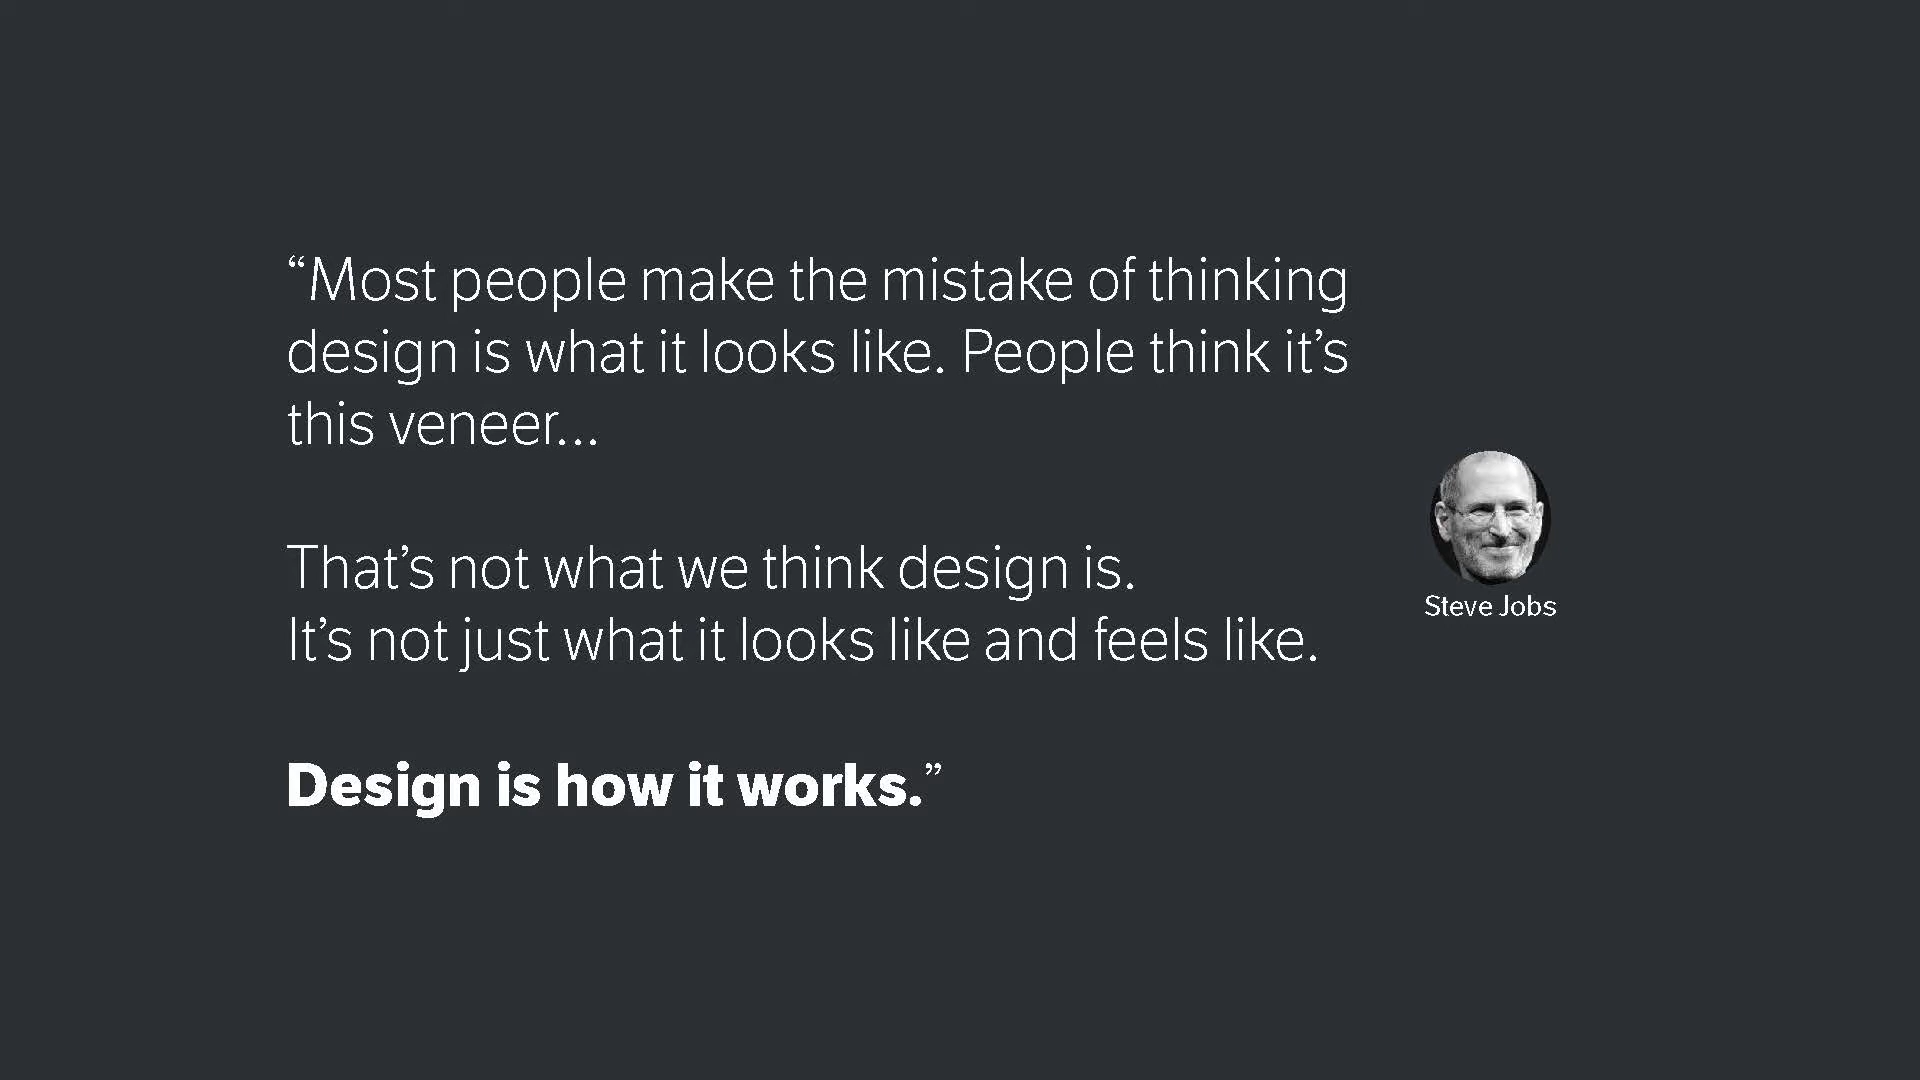 “Most people make the mistake of thinking
design is what it looks like. People think it’s
this veneer...
That’s not what we think design is.
It’s not just what it looks like and feels like.
Design is how it works.”
Steve Jobs